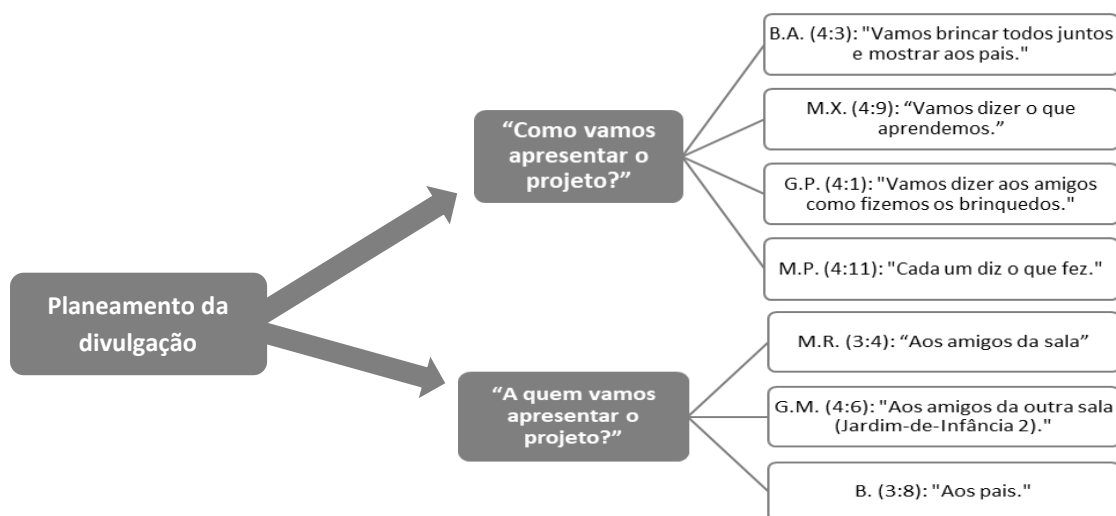 Planeamento da
divulgação
“Como vamos
apresentar o
projeto?”
B.A. (4:3): "Vamos brincar todos juntos
e mostrar aos pais."
M.X. (4:9): “Vamos dizer o que
aprendemos.”
G.P. (4:1): "Vamos dizer aos amigos
como fizemos os brinquedos."
M.P. (4:11): "Cada um diz o que fez."
“A quem vamos
apresentar o
projeto?”
M.R. (3:4): “Aos amigos da sala”
G.M. (4:6): "Aos amigos da outra sala
(Jardim-de-Infância 2)."
B. (3:8): "Aos pais."